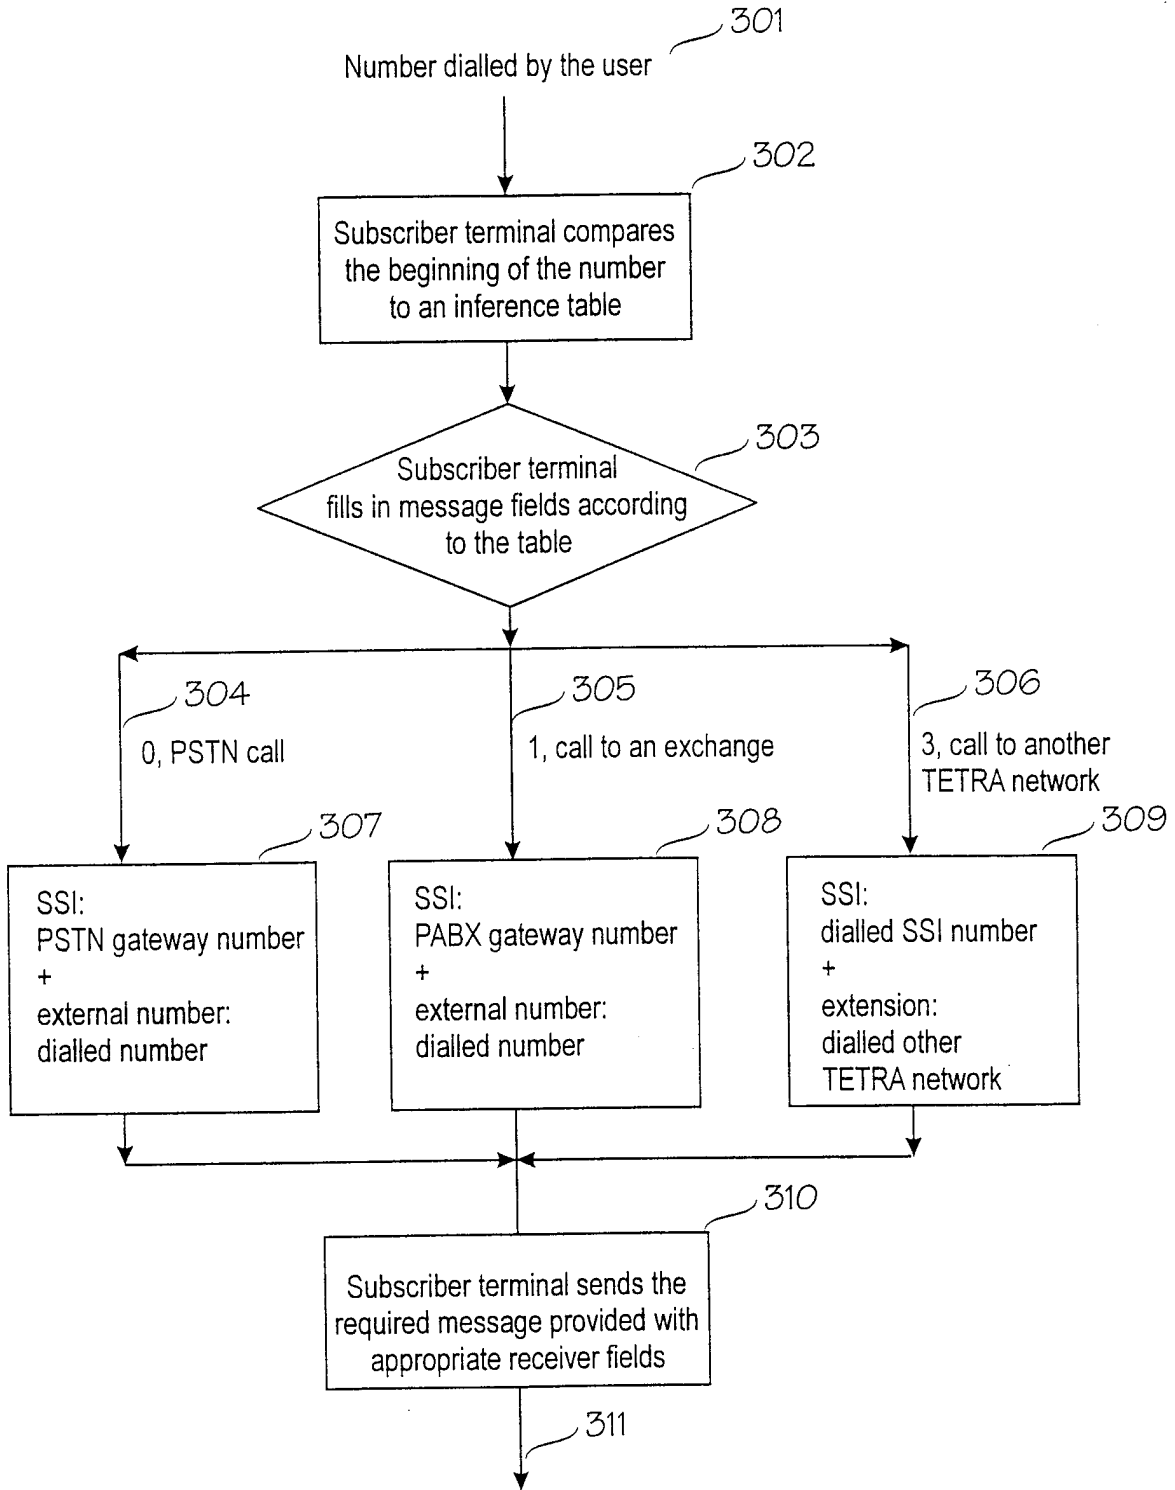 301
Number dialled by the user
302
Subscriber terminal compares
the beginning of the number
to an inference table
303
Subscriber terminal
fills in message fields according
to the table
304
0, PSTN call
305
1, call to an exchange
306
3, call to another
TETRA network
307
SSI:
PSTN gateway number
+
external number:
dialled number
308
SSI:
PABX gateway number
+
external number:
dialled number
309
SSI:
dialled SSI number
+
extension:
dialled other
TETRA network
310
Subscriber terminal sends the
required message provided with
appropriate receiver fields
311